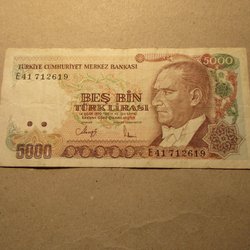 TÜRKİYE CUMHURİYET MERKEZ BANKASI
5000
E41 712619
BEŞ BİN
TÜRK LİRASI
5000
E41 712619